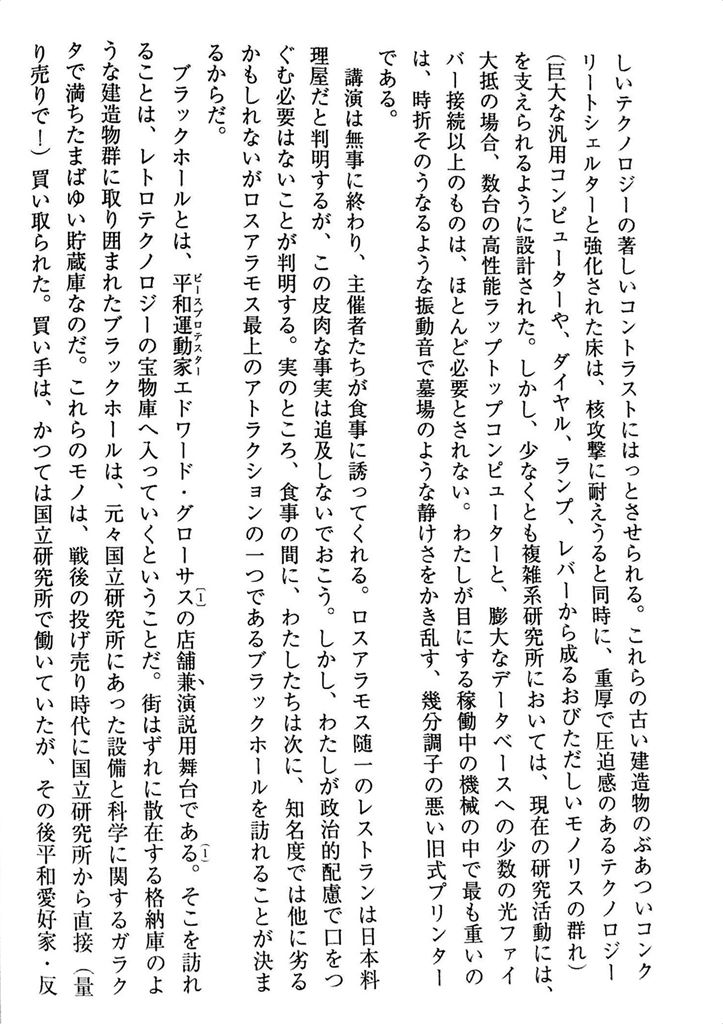 しいテクノロジーの著しいコントラストにはっとさせられる。これらの古い建造物のぶあついコンク
リートシェルターと強化された床は、核攻撃に耐えうると同時に、重厚で圧迫感のあるテクノロジー
(巨大な汎用コンピューターや、ダイヤル、ランプ、レバーから成るおびただしいモノリスの群れ)
を支えられるように設計された。しかし、少なくとも複雑系研究所においては、現在の研究活動には、
大抵の場合、数台の高性能ラップトップコンピューターと、膨大なデータベースへの少数の光ファイ
バー接続以上のものは、ほとんど必要とされない。わたしが目にする稼働中の機械の中で最も重いの
は、時折そのうなるような振動音で墓場のような静けさをかき乱す、幾分調子の悪い旧式プリンター
である。
講演は無事に終わり、主催者たちが食事に誘ってくれる。ロスアラモス随一のレストランは日本料
理屋だと判明するが、この皮肉な事実は追及しないでおこう。しかし、わたしが政治的配慮で口をつ
ぐむ必要はないことが判明する。実のところ、食事の間に、わたしたちは次に、知名度では他に劣る
かもしれないがロスアラモス最上のアトラクションの一つであるブラックホールを訪れることが決ま
るからだ。
ブラックホールとは、平和運動家ピースプロテスターエドワード・グローサス(1)の店舗兼、演説用舞台である(1)。そこを訪れ
ることは、レトロテクノロジーの宝物庫へ入っていくということだ。街はずれに散在する格納庫のよ
うな建造物群に取り囲まれたブラックホールは、元々国立研究所にあった設備と科学に関するガラク
タで満ちたまばゆい貯蔵庫なのだ。これらのモノは、戦後の投げ売り時代に国立研究所から直接(量
り売りで!)買い取られた。買い手は、かつては国立研究所で働いていたが、その後平和愛好家・反